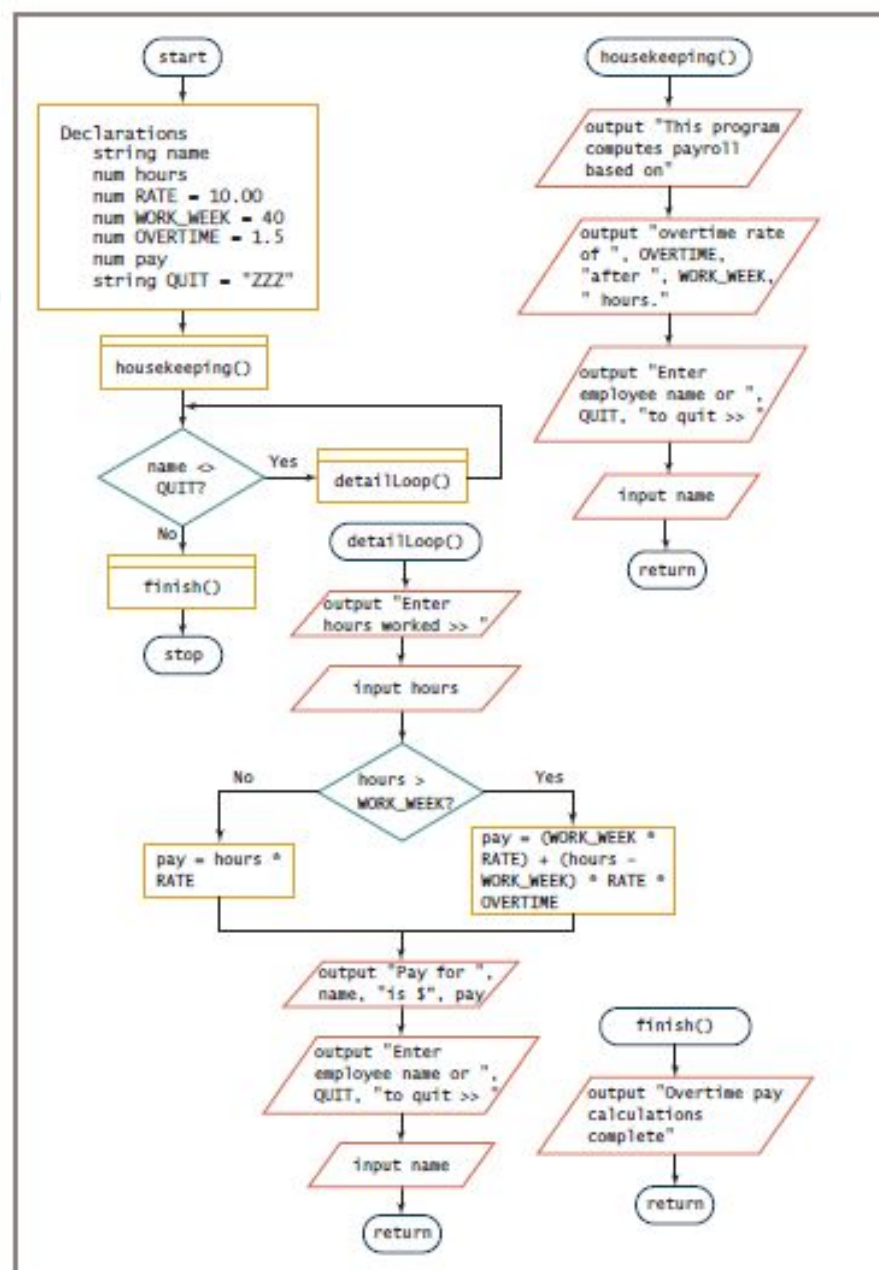 start
Declarations
string name
num hours
num RATE = 10.00
num WORK_WEEK = 40
num OVERTIME = 1.5
num pay
string QUIT = "ZZZ"
housekeeping()
name <>
QUIT?
Yes
detailLoop()
No
finish()
stop
housekeeping()
output "This program
computes payroll
based on"
output "overtime rate
of ", OVERTIME,
"after ", WORK_WEEK,
" hours."
output "Enter
employee name or ",
QUIT, "to quit >> "
input name
return
detailLoop()
output "Enter
hours worked >> "
input hours
hours >
WORK_WEEK?
No
Yes
pay = hours *
RATE
pay = (WORK_WEEK *
RATE) + (hours -
WORK_WEEK) * RATE *
OVERTIME
output "Pay for ",
name, "is $", pay
output "Enter
employee name or ",
QUIT, "to quit >> "
input name
return
finish()
output "Overtime pay
calculations
complete"
return